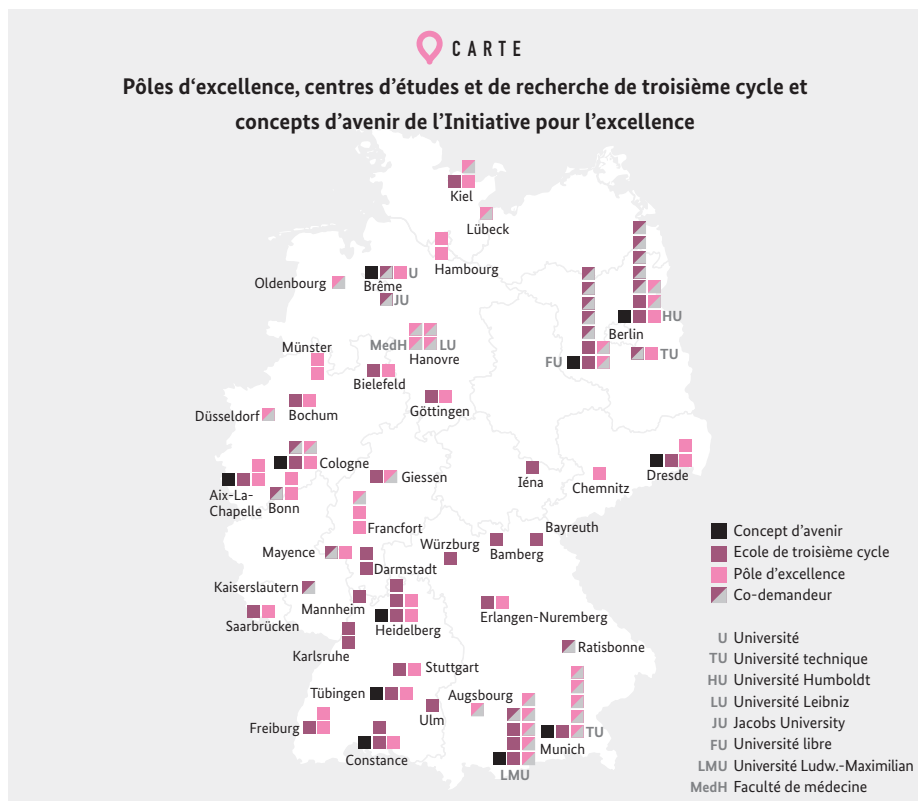 CARTE
Pôles d‘excellence, centres d’études et de recherche de troisième cycle et
concepts d’avenir de l’Initiative pour l’excellence
Kiel
Lübeck
Hambourg
Oldenbourg
U
Brême
JU
HU
Berlin
TU
FU
MedH
LU
Hanovre
Münster
Bielefeld
Göttingen
Düsseldorf
Bochum
Cologne
Aix-La-
Chapelle
Bonn
Giessen
Iéna
Chemnitz
Dresde
Francfort
Mayence
Darmstadt
Würzburg
Bamberg
Bayreuth
Kaiserslautern
Mannheim
Saarbrücken
Heidelberg
Erlangen-Nuremberg
Karlsruhe
Ratisbonne
Stuttgart
Tübingen
Augsbourg
Ulm
Freiburg
Constance
Munich
TU
LMU
Concept d’avenir
Ecole de troisième cycle
Pôle d’excellence
Co-demandeur
U Université
TU Université technique
HU Université Humboldt
LU Université Leibniz
JU Jacobs University
FU Université libre
LMU Université Ludw.-Maximilian
MedH Faculté de médecine